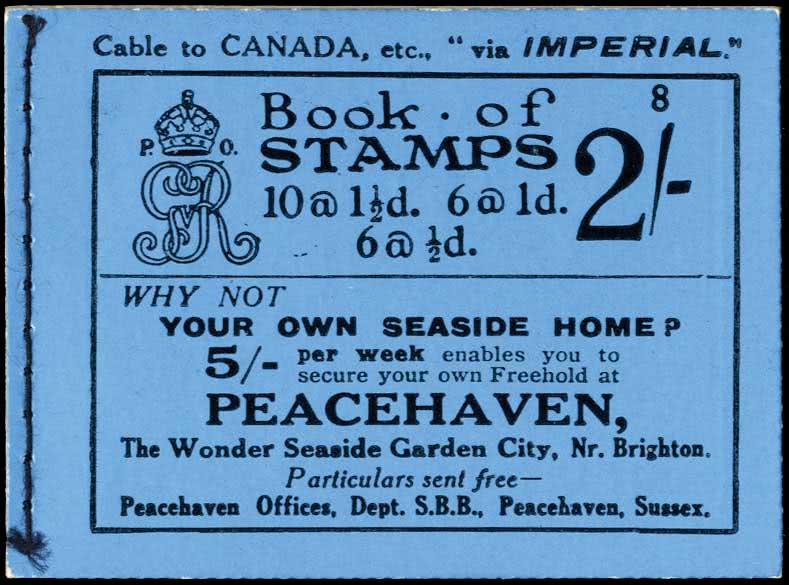 Cable to CANADA, etc., "via IMPERIAL."
8
Book · of
STAMPS
2/-
P. O.
GR
10@1½d. 6@1d.
6@½d.
WHY NOT
YOUR OWN SEASIDE HOME?
5/- per week enables you to
secure your own Freehold at
PEACEHAVEN,
The Wonder Seaside Garden City, Nr. Brighton.
Particulars sent free—
Peacehaven Offices, Dept. S.B.B., Peacehaven, Sussex.